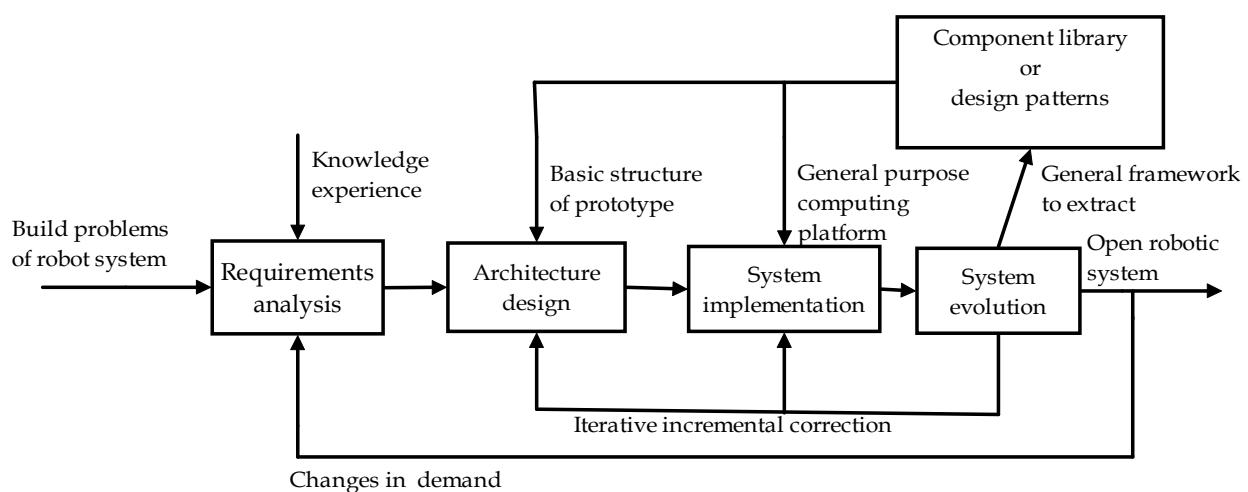 Component library
or
design patterns
Knowledge
experience
Basic structure
of prototype
General purpose
computing
platform
General framework
to extract
Build problems
of robot system
Requirements
analysis
Architecture
design
System
implementation
System
evolution
Open robotic
system
Iterative incremental correction
Changes in demand